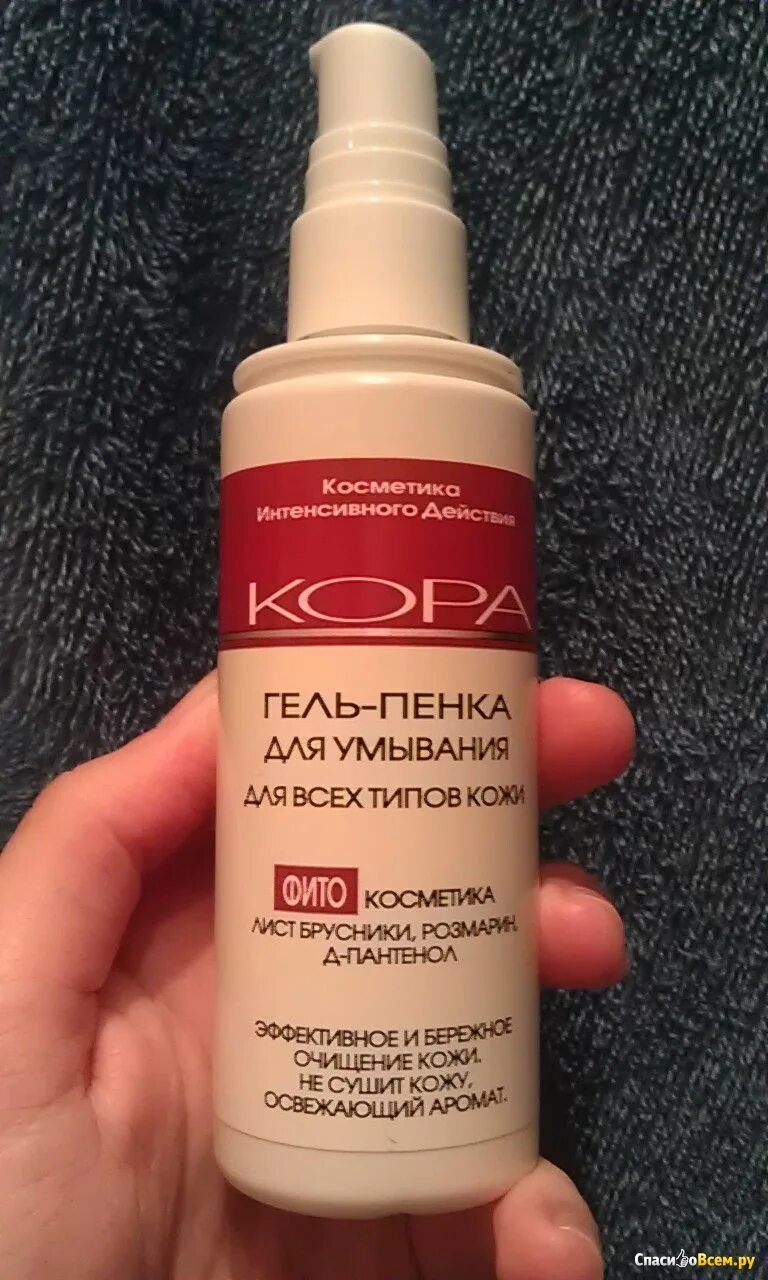 Косметика
Интенсивного Действия
КОРА
ГЕЛЬ-ПЕНКА
ДЛЯ УМЫВАНИЯ
ДЛЯ ВСЕХ ТИПОВ КОЖИ
ФИТО КОСМЕТИКА
ЛИСТ БРУСНИКИ, РОЗМАРИН,
Д-ПАНТЕНОЛ
ЭФФЕКТИВНОЕ И БЕРЕЖНОЕ
ОЧИЩЕНИЕ КОЖИ.
НЕ СУШИТ КОЖУ,
ОСВЕЖАЮЩИЙ АРОМАТ.
СпасибоВсем.ру